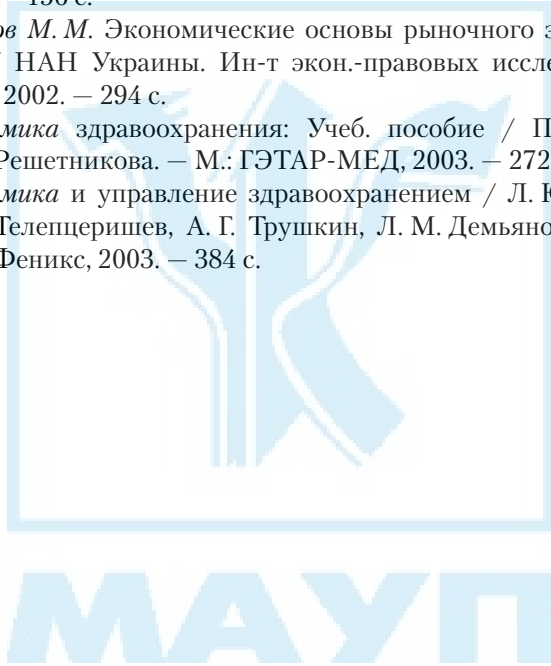 ов М. М. Экономические основы рыночного з
НАН Украины. Ин-т экон.-правовых иссле
2002. — 294 с.
мика здравоохранения: Учеб. пособие / П
Решетникова. — М.: ГЭТАР-МЕД, 2003. — 272
мика и управление здравоохранением / Л. Ю
Телепцеришев, А. Г. Трушкин, Л. М. Демьяно
Феникс, 2003. — 384 с.
МАУП